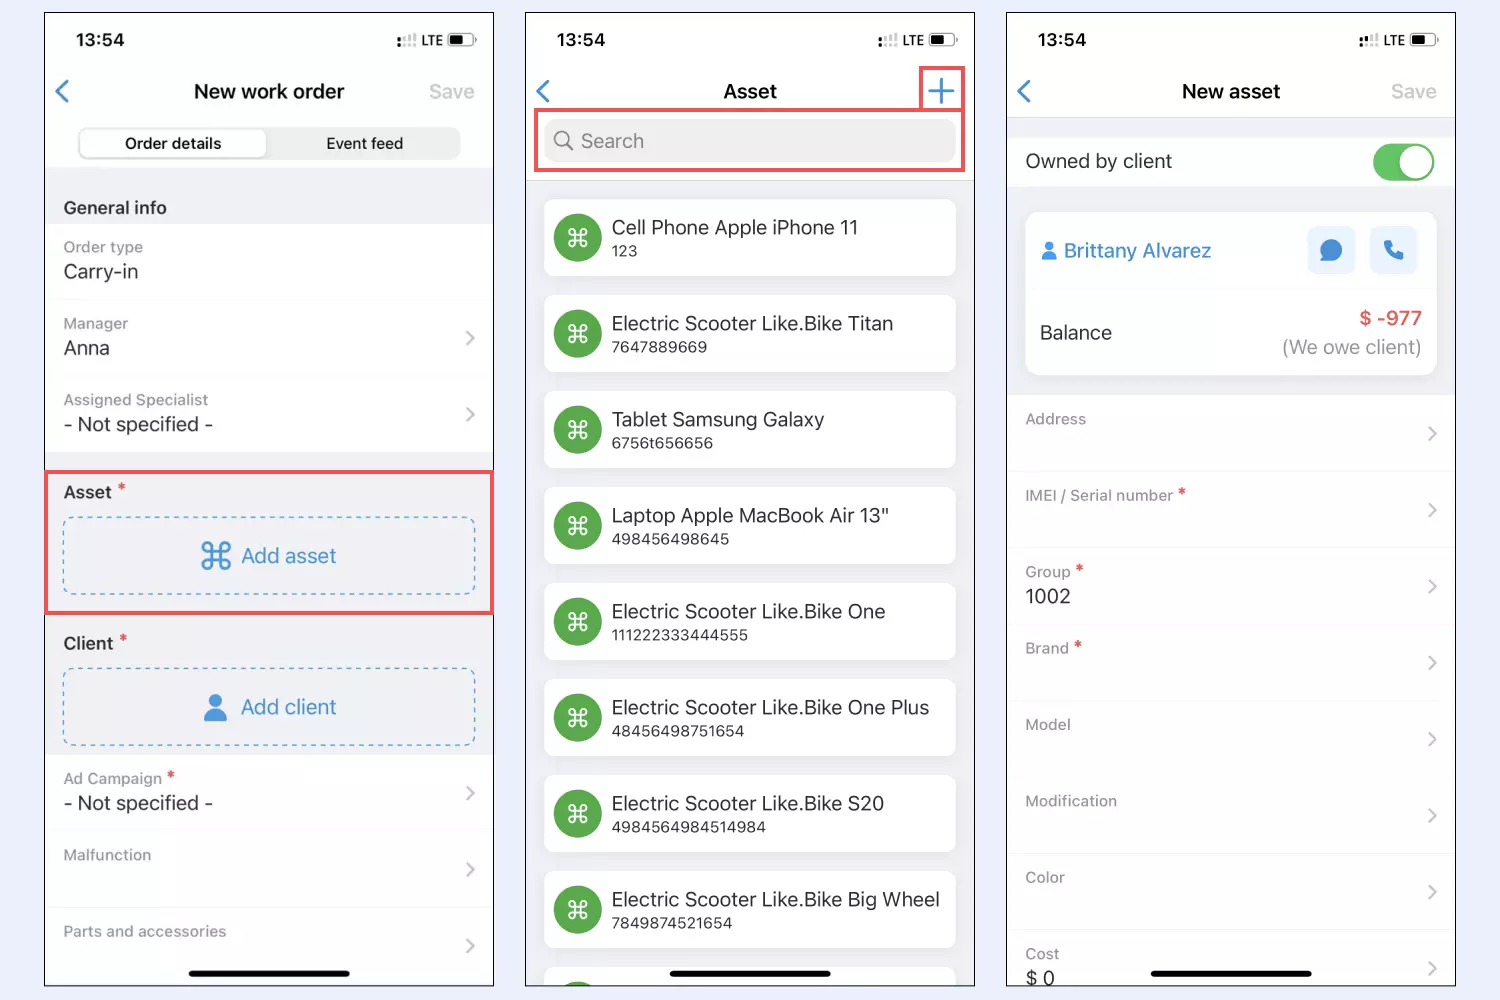 13:54
LTE
New work order
Save
Order details
Event feed
General info
Order type
Carry-in
Manager
Anna
Assigned Specialist
- Not specified -
Asset *
Add asset
Client *
Add client
Ad Campaign *
- Not specified -
Malfunction
Parts and accessories
13:54
LTE
Asset
Search
Cell Phone Apple iPhone 11
123
Electric Scooter Like.Bike Titan
7647889669
Tablet Samsung Galaxy
6756t656656
Laptop Apple MacBook Air 13"
498456498645
Electric Scooter Like.Bike One
111222333444555
Electric Scooter Like.Bike One Plus
48456498751654
Electric Scooter Like.Bike S20
4984564984514984
Electric Scooter Like.Bike Big Wheel
7849874521654
13:54
LTE
New asset
Save
Owned by client
Brittany Alvarez
Balance
$ -977
(We owe client)
Address
IMEI / Serial number *
Group *
1002
Brand *
Model
Modification
Color
Cost
$ 0